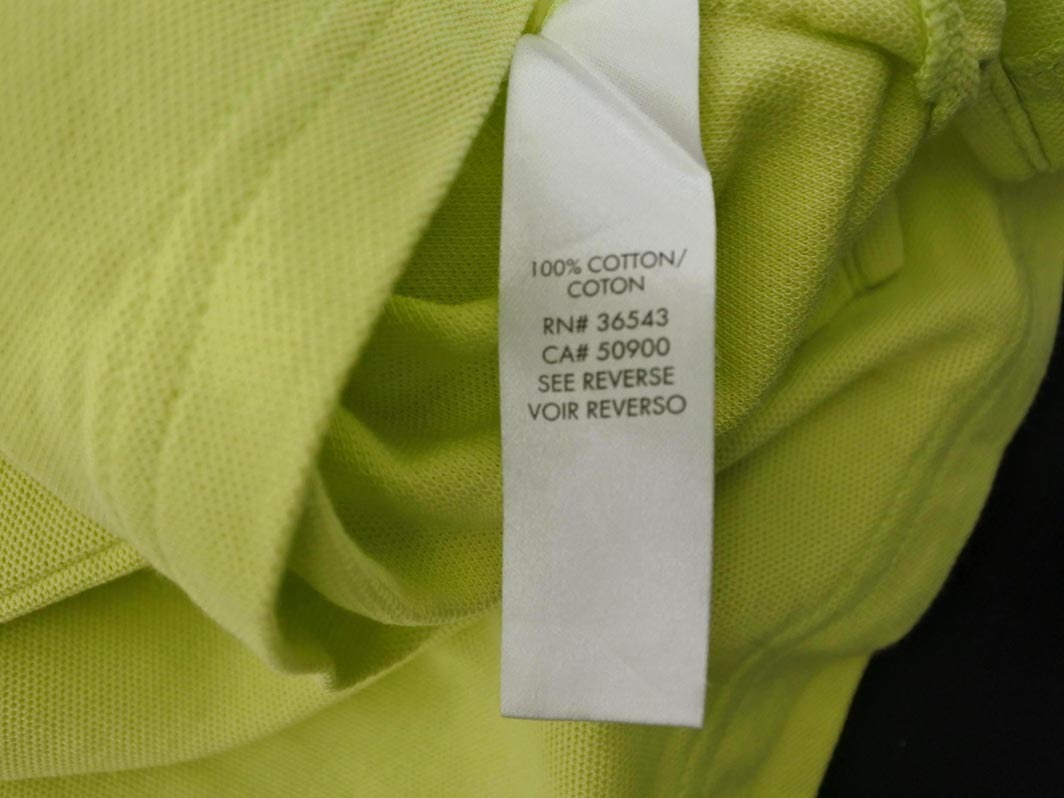 100% COTTON/
COTON
RN# 36543
CA# 50900
SEE REVERSE
VOIR REVERSO